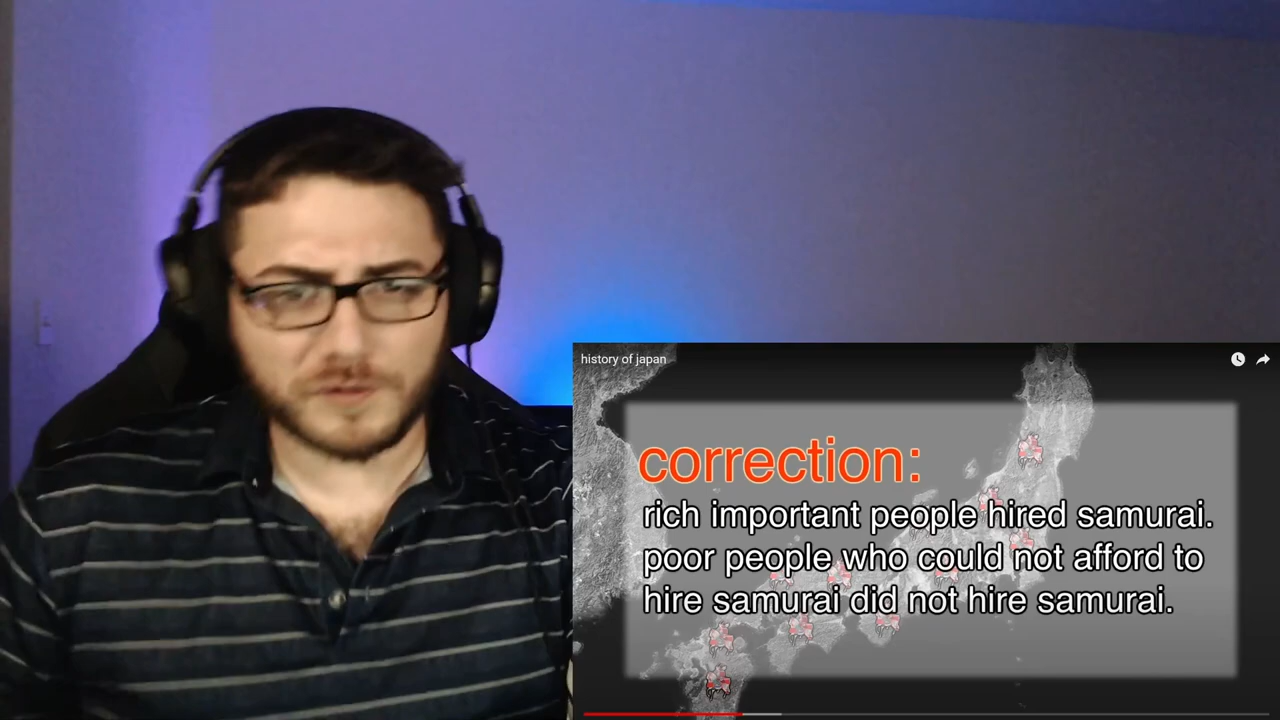 history of japan
correction:
rich important people hired samurai.
poor people who could not afford to
hire samurai did not hire samurai.